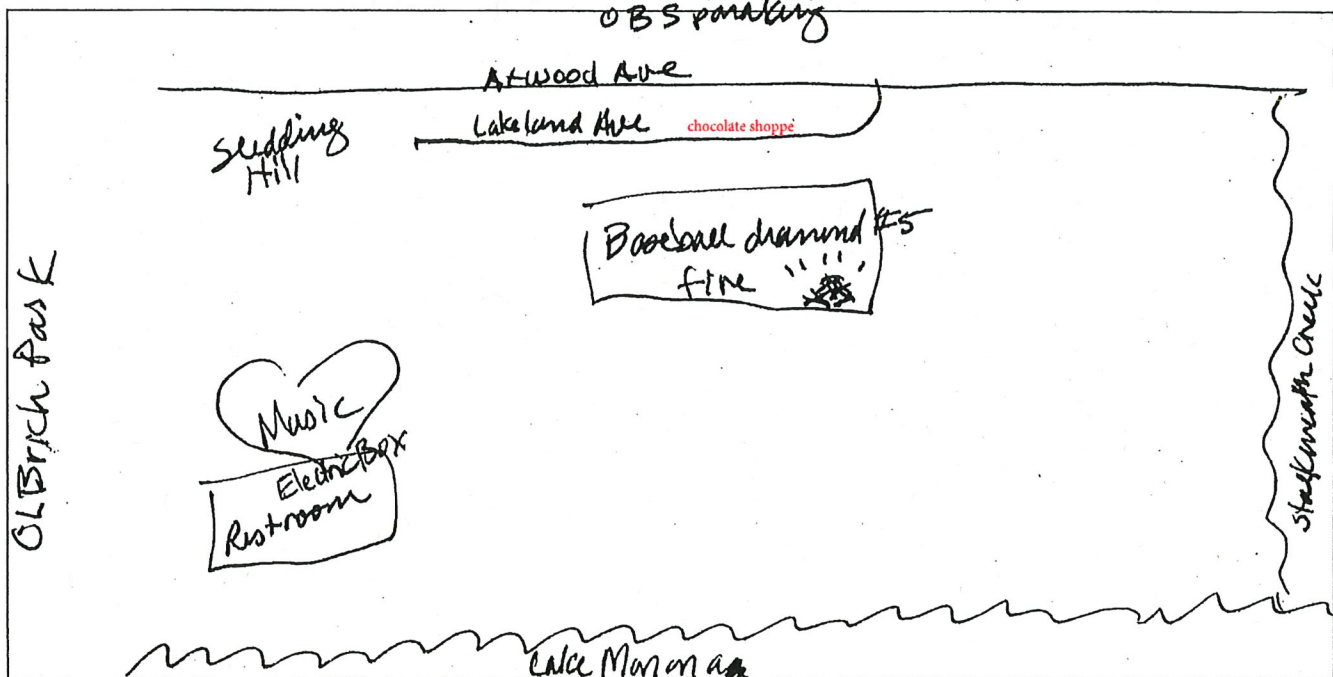 OBS parking
Atwood Ave
Lakeland Ave
chocolate shoppe
Sledding
Hill
Baseball diamond #5
fire
OLBrich Park
Music
Electric Box
Restroom
Starkweather Creek
Lake Monona